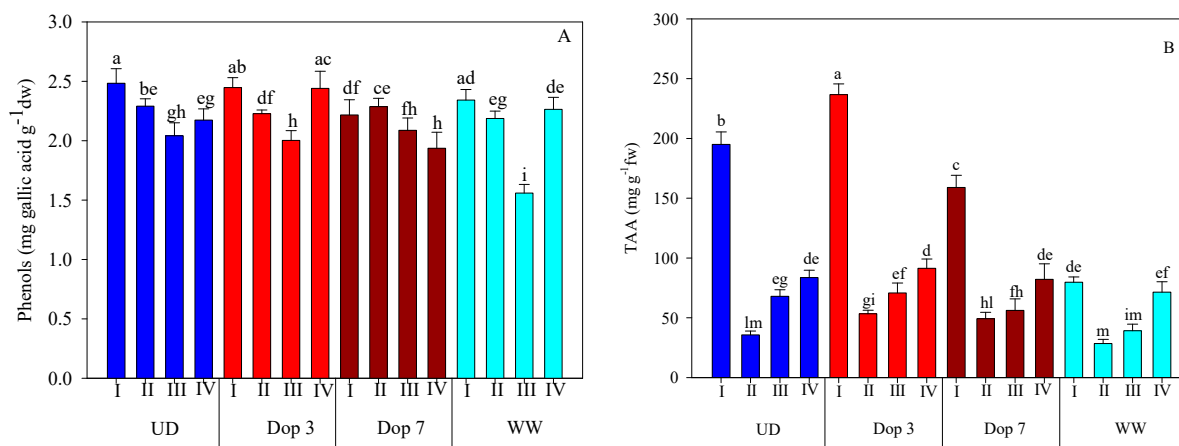 A
Phenols (mg gallic acid g⁻¹dw)
3.0
2.5
2.0
1.5
1.0
0.5
0.0
a be gh eg ab df h ac df ce fh h ad eg i de
I II III IV I II III IV I II III IV I II III IV
UD Dop 3 Dop 7 WW
B
TAA (mg g⁻¹fw)
300
250
200
150
100
50
0
b lm eg de a gi ef d c hl fh de de m im ef
I II III IV I II III IV I II III IV I II III IV
UD Dop 3 Dop 7 WW